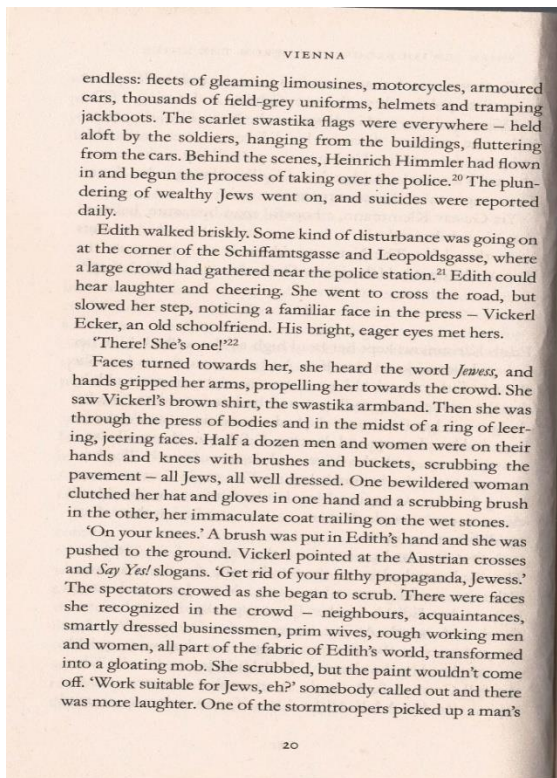 VIENNA
endless: fleets of gleaming limousines, motorcycles, armoured
cars, thousands of field-grey uniforms, helmets and tramping
jackboots. The scarlet swastika flags were everywhere – held
aloft by the soldiers, hanging from the buildings, fluttering
from the cars. Behind the scenes, Heinrich Himmler had flown
in and begun the process of taking over the police.²⁰ The plun-
dering of wealthy Jews went on, and suicides were reported
daily.
Edith walked briskly. Some kind of disturbance was going on
at the corner of the Schiffamtsgasse and Leopoldsgasse, where
a large crowd had gathered near the police station.²¹ Edith could
hear laughter and cheering. She went to cross the road, but
slowed her step, noticing a familiar face in the press – Vickerl
Ecker, an old schoolfriend. His bright, eager eyes met hers.
‘There! She’s one!’²²
Faces turned towards her, she heard the word Jewess, and
hands gripped her arms, propelling her towards the crowd. She
saw Vickerl’s brown shirt, the swastika armband. Then she was
through the press of bodies and in the midst of a ring of leer-
ing, jeering faces. Half a dozen men and women were on their
hands and knees with brushes and buckets, scrubbing the
pavement – all Jews, all well dressed. One bewildered woman
clutched her hat and gloves in one hand and a scrubbing brush
in the other, her immaculate coat trailing on the wet stones.
‘On your knees.’ A brush was put in Edith’s hand and she was
pushed to the ground. Vickerl pointed at the Austrian crosses
and Say Yes! slogans. ‘Get rid of your filthy propaganda, Jewess.’
The spectators crowed as she began to scrub. There were faces
she recognized in the crowd – neighbours, acquaintances,
smartly dressed businessmen, prim wives, rough working men
and women, all part of the fabric of Edith’s world, transformed
into a gloating mob. She scrubbed, but the paint wouldn’t come
off. ‘Work suitable for Jews, eh?’ somebody called out and there
was more laughter. One of the stormtroopers picked up a man’s
20